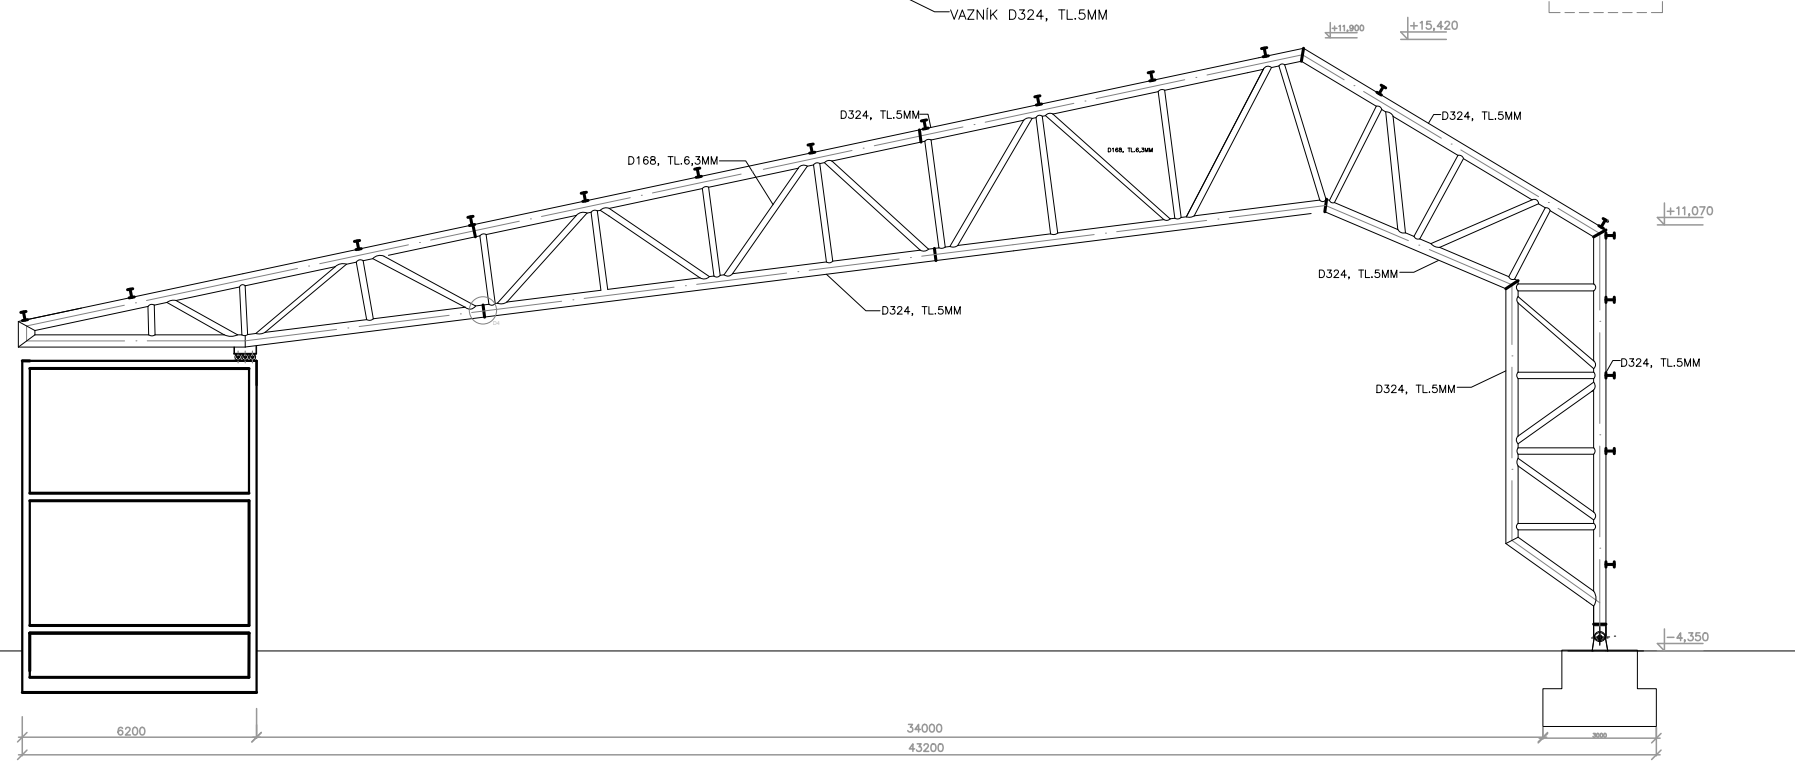 VAZNÍK D324, TL.5MM
+11,900
+15,420
D324, TL.5MM
D324, TL.5MM
D168, TL.6,3MM
D168, TL.6,3MM
+11,070
D324, TL.5MM
D324, TL.5MM
D324, TL.5MM
D324, TL.5MM
-4,350
6200
34000
3000
43200